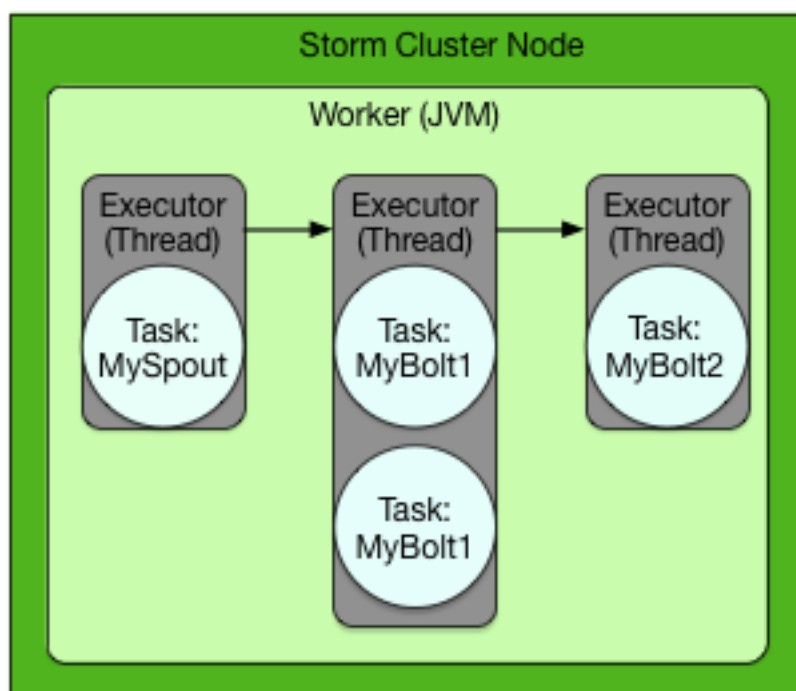 Storm Cluster Node
Worker (JVM)
Executor
(Thread)
Task:
MySpout
Executor
(Thread)
Task:
MyBolt1
Task:
MyBolt1
Executor
(Thread)
Task:
MyBolt2